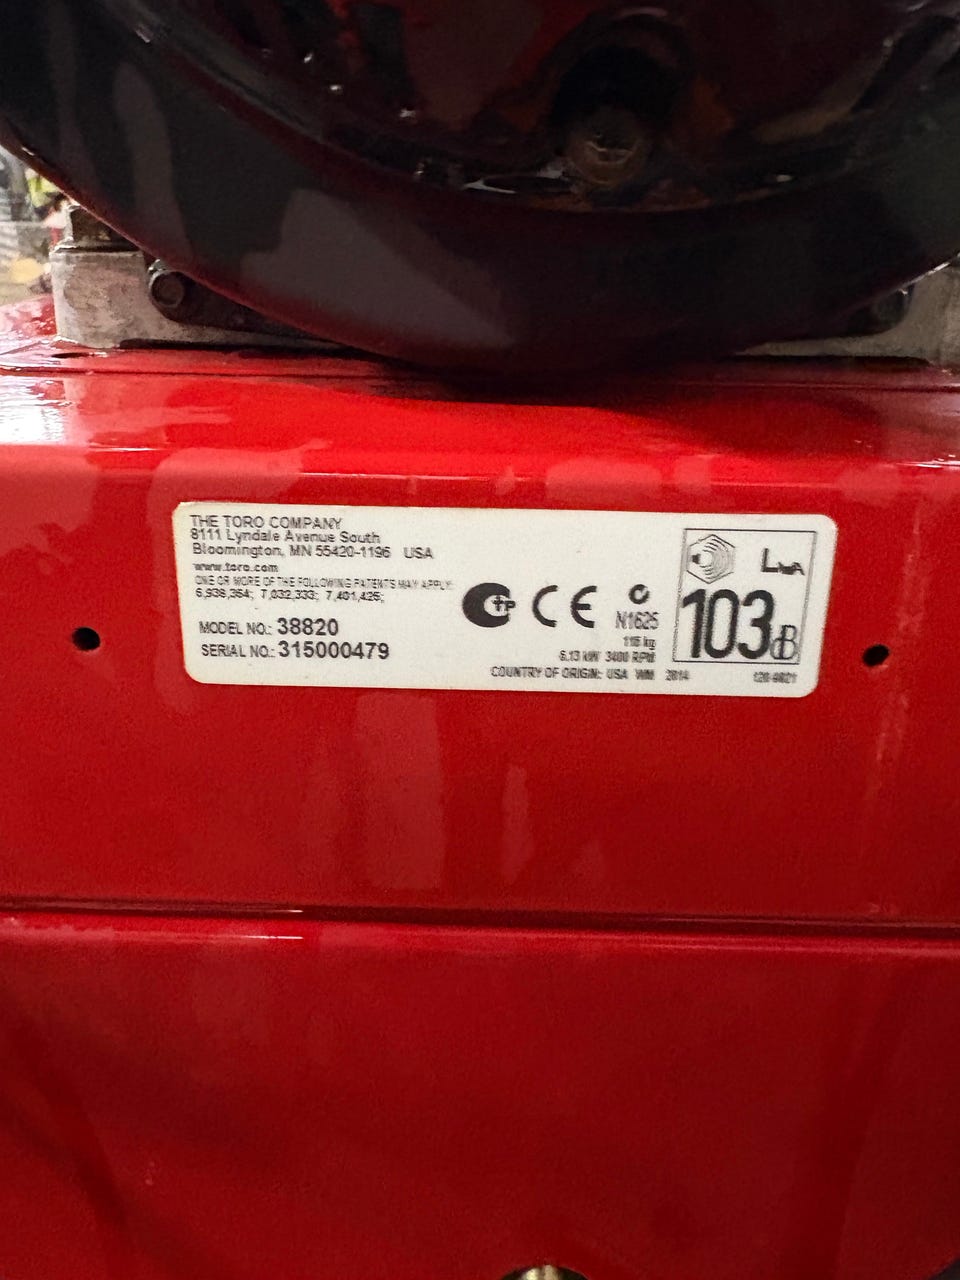 THE TORO COMPANY
8111 Lyndale Avenue South
Bloomington, MN 55420-1196 USA
www.toro.com
ONE OR MORE OF THE FOLLOWING PATENTS MAY APPLY:
6,938,364; 7,032,333; 7,401,425;
MODEL NO.: 38820
SERIAL NO.: 315000479
CE
N1625
kg
6.13 kW 3400 RPM
COUNTRY OF ORIGIN: USA WM 2014
LWA
103dB